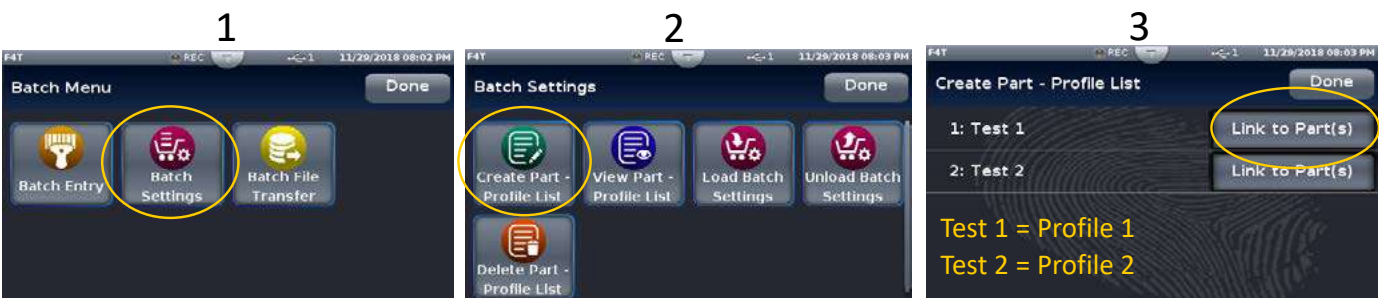 1
F4T REC 1 11/29/2018 08:02 PM
Batch Menu Done
Batch Entry
Batch Settings
Batch File Transfer
2
F4T REC 1 11/29/2018 08:03 PM
Batch Settings Done
Create Part - Profile List
View Part - Profile List
Load Batch Settings
Unload Batch Settings
Delete Part - Profile List
3
F4T REC 1 11/29/2018 08:03 PM
Create Part - Profile List Done
1: Test 1 Link to Part(s)
2: Test 2 Link to Part(s)
Test 1 = Profile 1
Test 2 = Profile 2